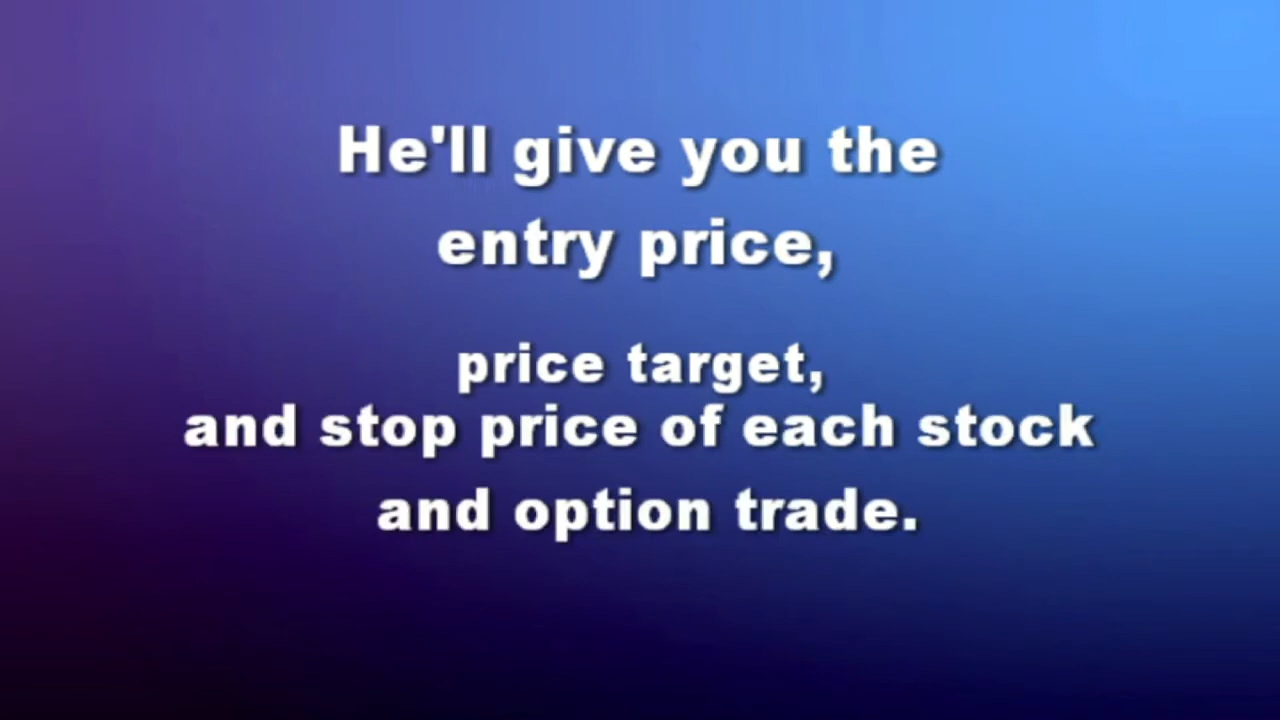 He'll give you the
entry price,
price target,
and stop price of each stock
and option trade.